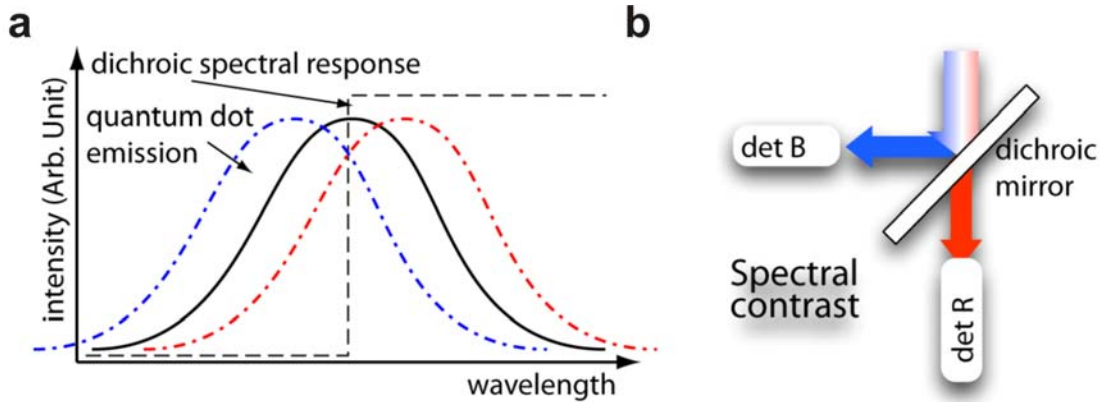 a
dichroic spectral response
quantum dot
emission
intensity (Arb. Unit)
wavelength
b
det B
dichroic
mirror
Spectral
contrast
det R